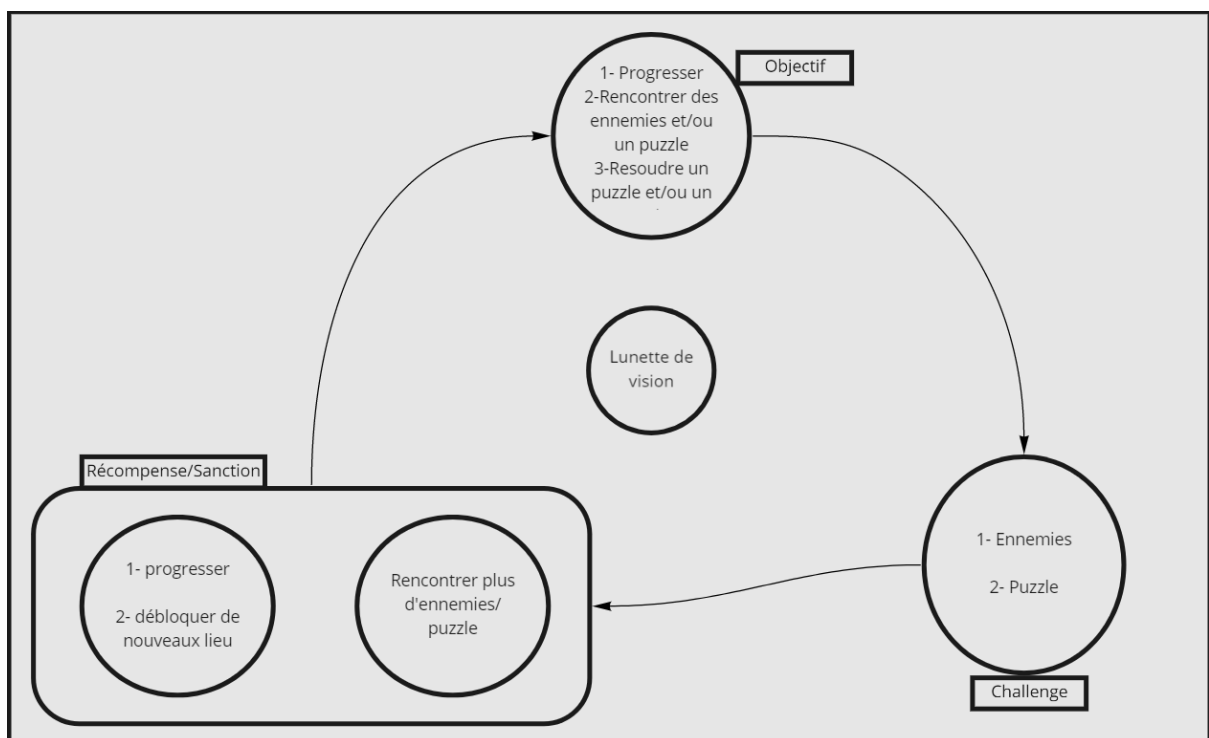 Objectif
1- Progresser
2-Rencontrer des
ennemies et/ou
un puzzle
3-Resoudre un
puzzle et/ou un
Lunette de
vision
Récompense/Sanction
1- progresser
2- débloquer de
nouveaux lieu
Rencontrer plus
d'ennemies/
puzzle
1- Ennemies
2- Puzzle
Challenge